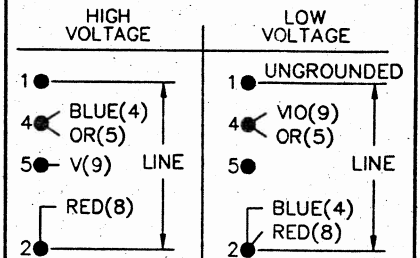 HIGH VOLTAGE
LOW VOLTAGE
1
4 BLUE(4)
OR(5)
5 V(9) LINE
RED(8)
2
1 UNGROUNDED
4 VIO(9)
OR(5)
5 LINE
BLUE(4)
2 RED(8)